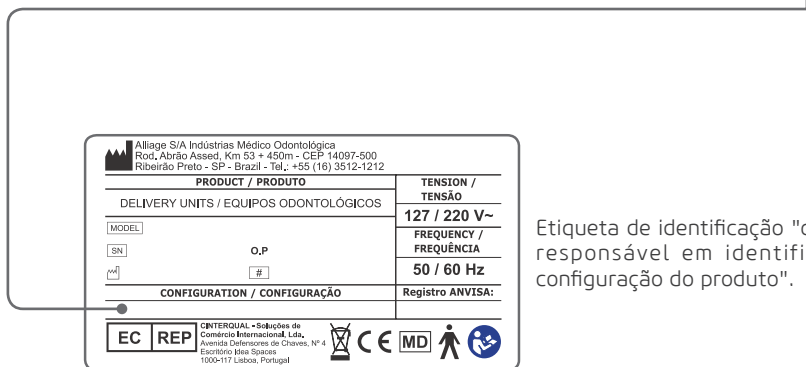 Alliage S/A Indústrias Médico Odontológica
Rod. Abrão Assed, Km 53 + 450m - CEP 14097-500
Ribeirão Preto - SP - Brazil - Tel.: +55 (16) 3512-1212
PRODUCT / PRODUTO
DELIVERY UNITS / EQUIPOS ODONTOLÓGICOS
TENSION /
TENSÃO
127 / 220 V~
MODEL
SN
O.P
#
FREQUENCY /
FREQUÊNCIA
50 / 60 Hz
CONFIGURATION / CONFIGURAÇÃO
Registro ANVISA:
EC REP
CINTERQUAL - Soluções de
Comércio Internacional, Lda.
Avenida Defensores de Chaves, Nº 4
Escritório Idea Spaces
1000-117 Lisboa, Portugal
CE
MD
Etiqueta de identificação "
responsável em
configuração do produto".